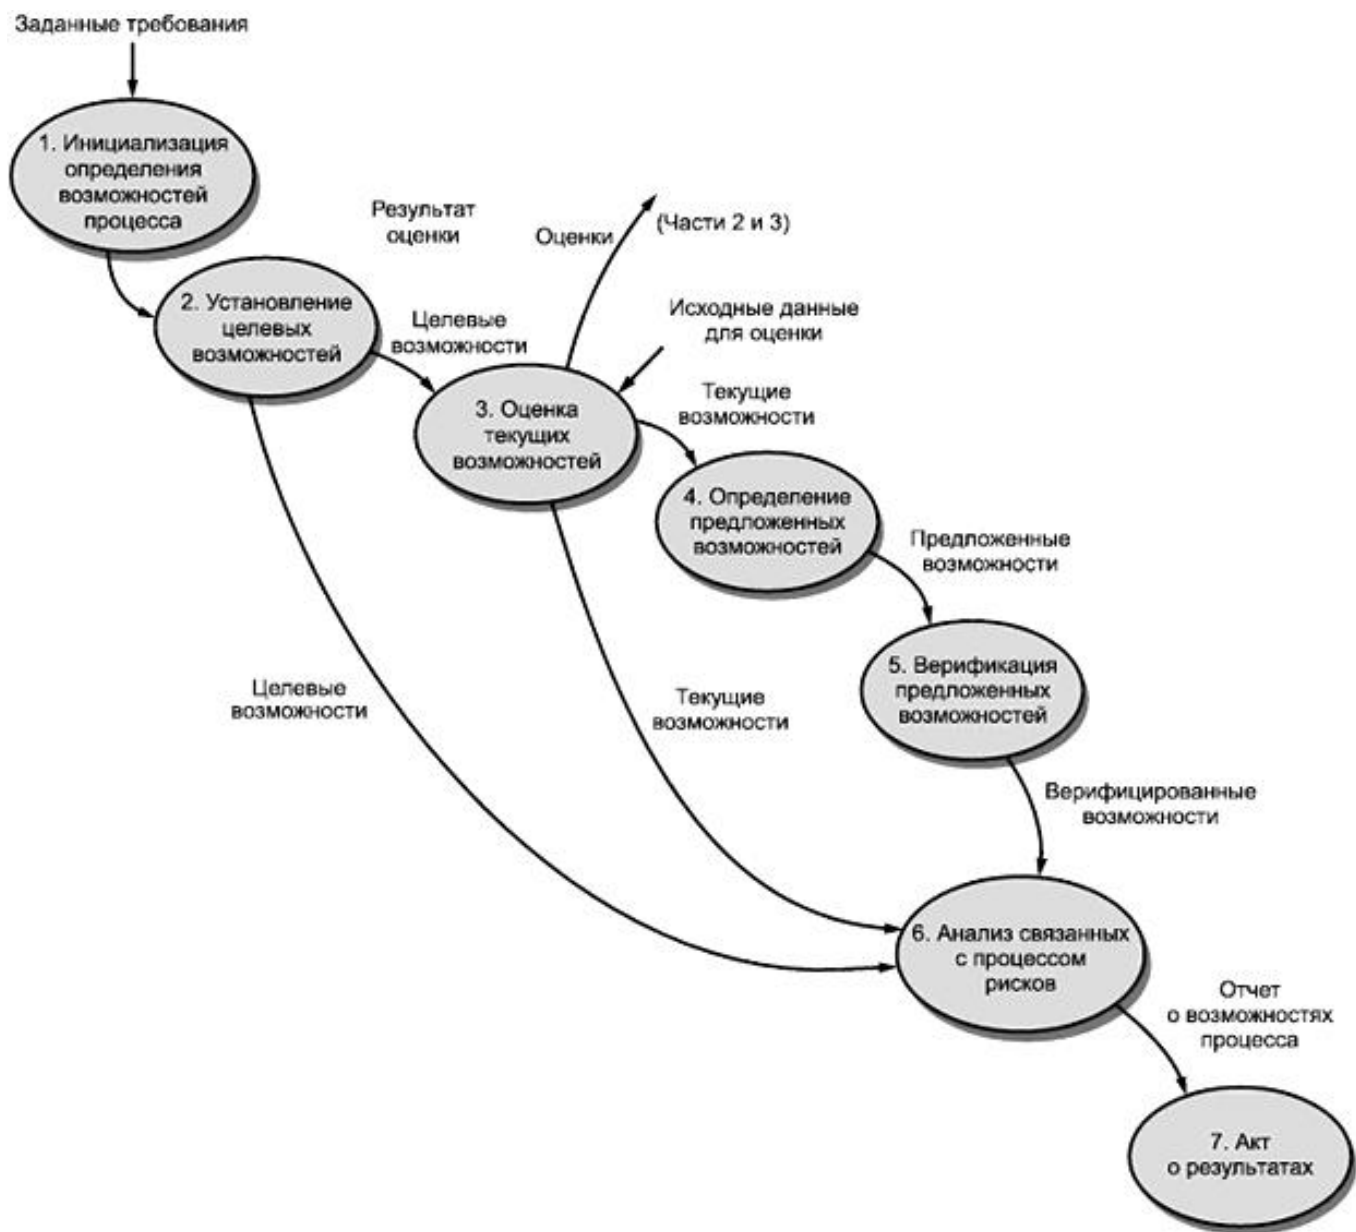 Заданные требования
1. Инициализация
определения
возможностей
процесса
Результат
оценки
Оценки
(Части 2 и 3)
2. Установление
целевых
возможностей
Целевые
возможности
Исходные данные
для оценки
3. Оценка
текущих
возможностей
Текущие
возможности
4. Определение
предложенных
возможностей
Предложенные
возможности
5. Верификация
предложенных
возможностей
Целевые
возможности
Текущие
возможности
Верифицированные
возможности
6. Анализ связанных
с процессом
рисков
Отчет
о возможностях
процесса
7. Акт
о результатах